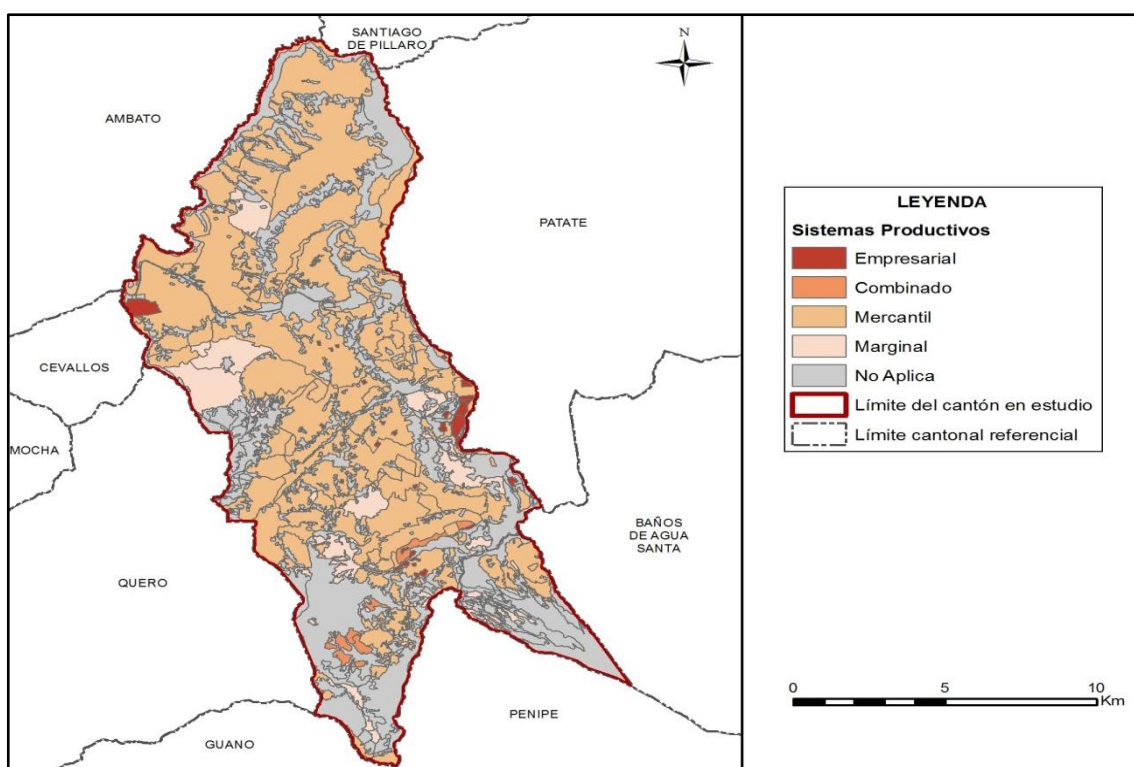 SANTIAGO
DE PILLARO
N
AMBATO
PATATE
CEVALLOS
MOCHA
BAÑOS
DE AGUA
SANTA
QUERO
PENIPE
GUANO
LEYENDA
Sistemas Productivos
Empresarial
Combinado
Mercantil
Marginal
No Aplica
Límite del cantón en estudio
Límite cantonal referencial
0 5 10
Km